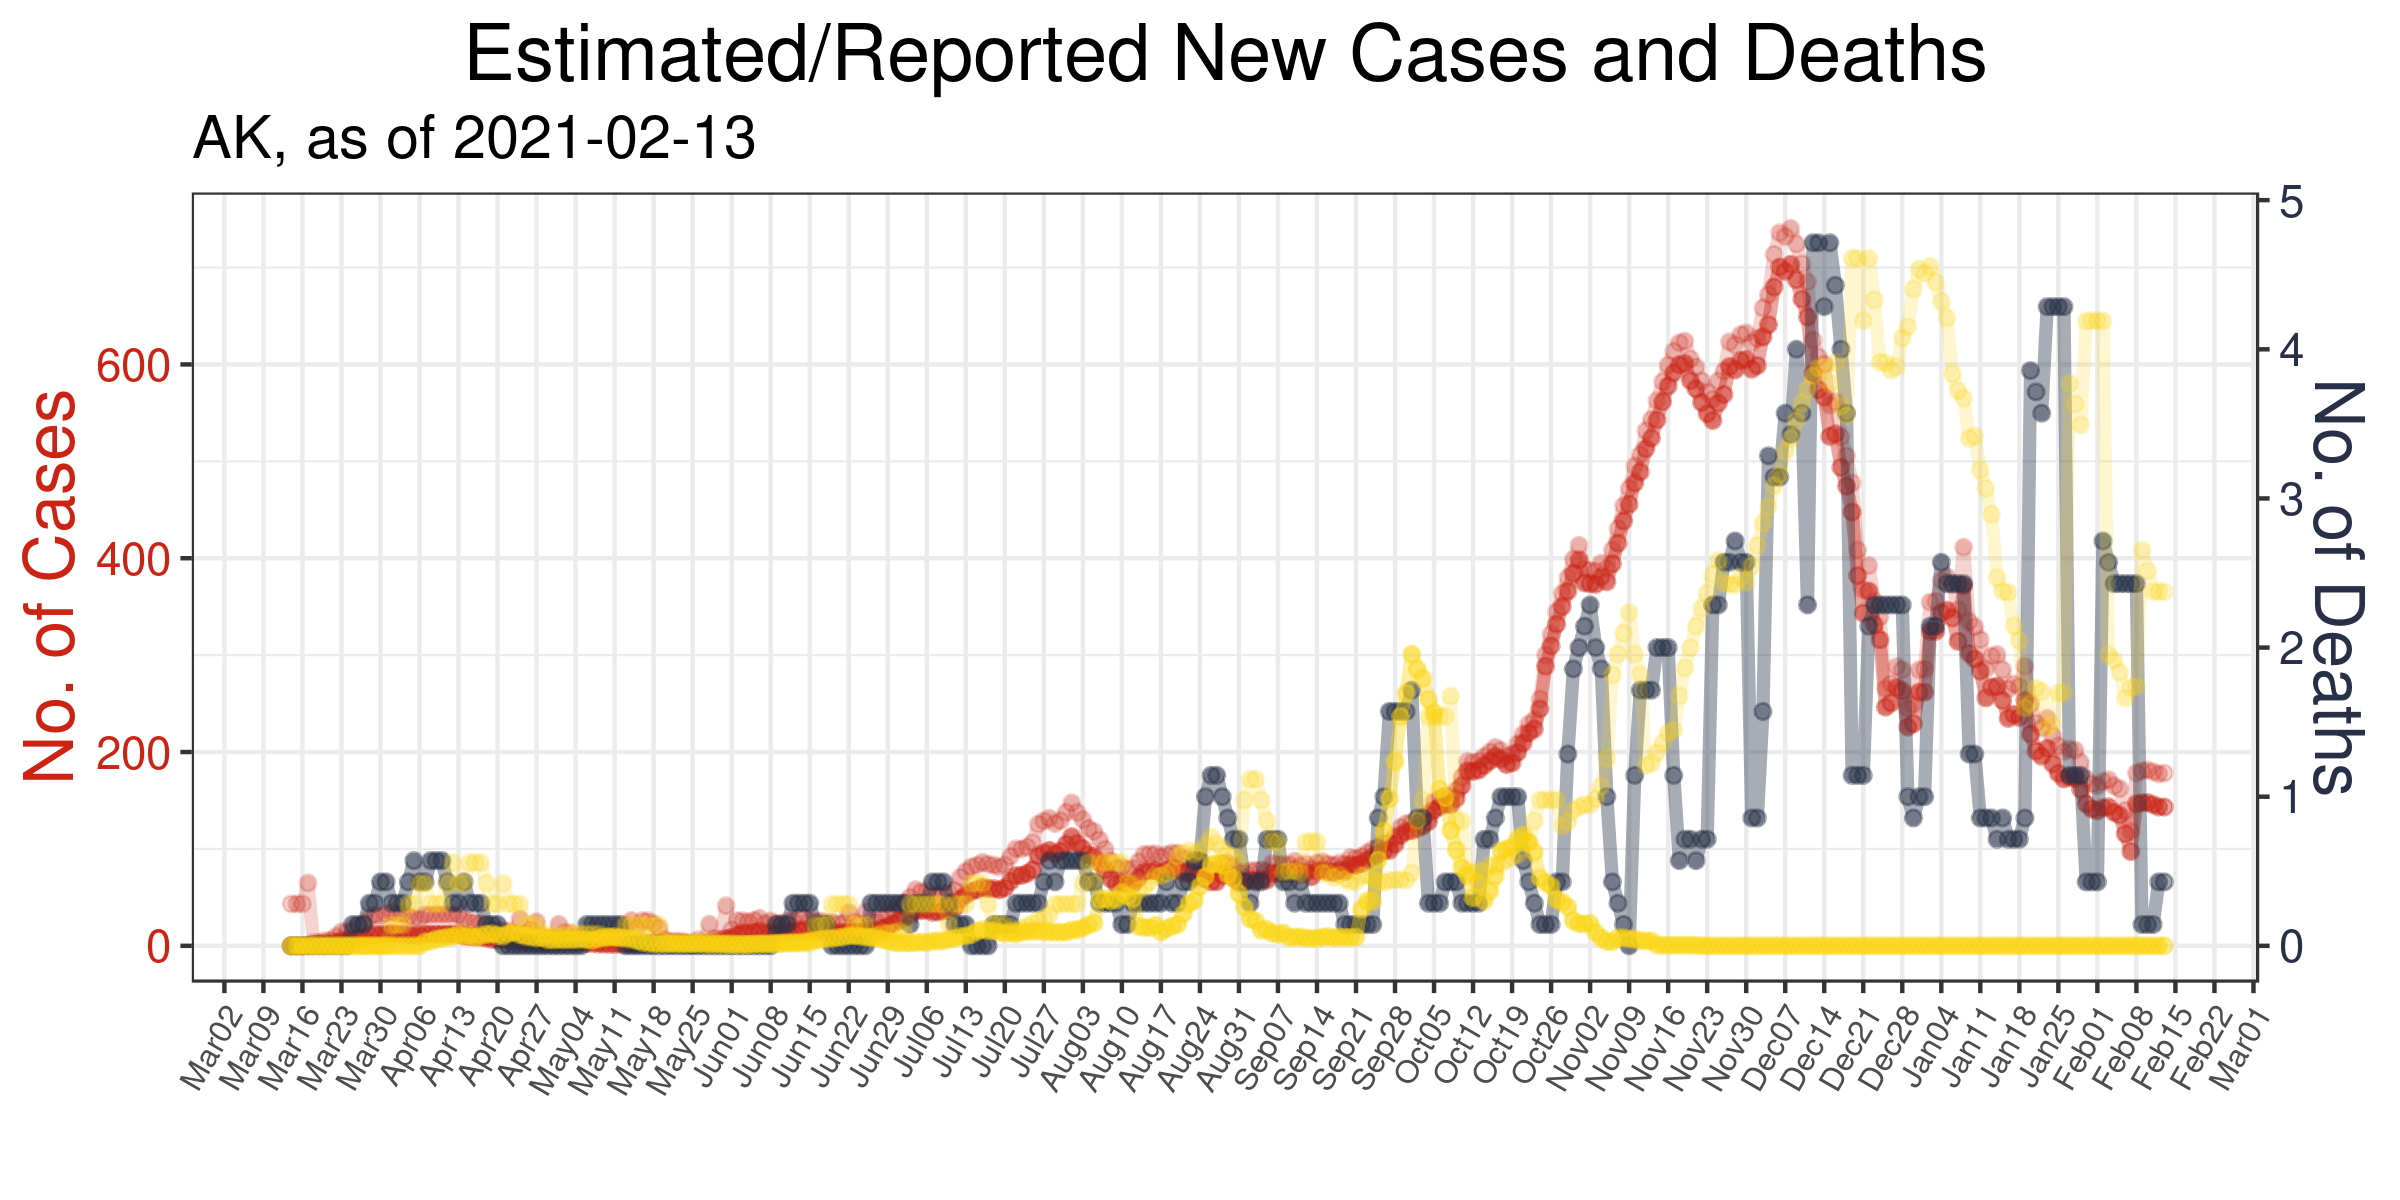 Estimated/Reported New Cases and Deaths
AK, as of 2021-02-13
No. of Cases
600
400
200
0
5
4
3
2
1
0
No. of Deaths
Mar02 Mar09 Mar16 Mar23 Mar30 Apr06 Apr13 Apr20 Apr27 May04 May11 May18 May25 Jun01 Jun08 Jun15 Jun22 Jun29 Jul06 Jul13 Jul20 Jul27 Aug03 Aug10 Aug17 Aug24 Aug31 Sep07 Sep14 Sep21 Sep28 Oct05 Oct12 Oct19 Oct26 Nov02 Nov09 Nov16 Nov23 Nov30 Dec07 Dec14 Dec21 Dec28 Jan04 Jan11 Jan18 Jan25 Feb01 Feb08 Feb15 Feb22 Mar01